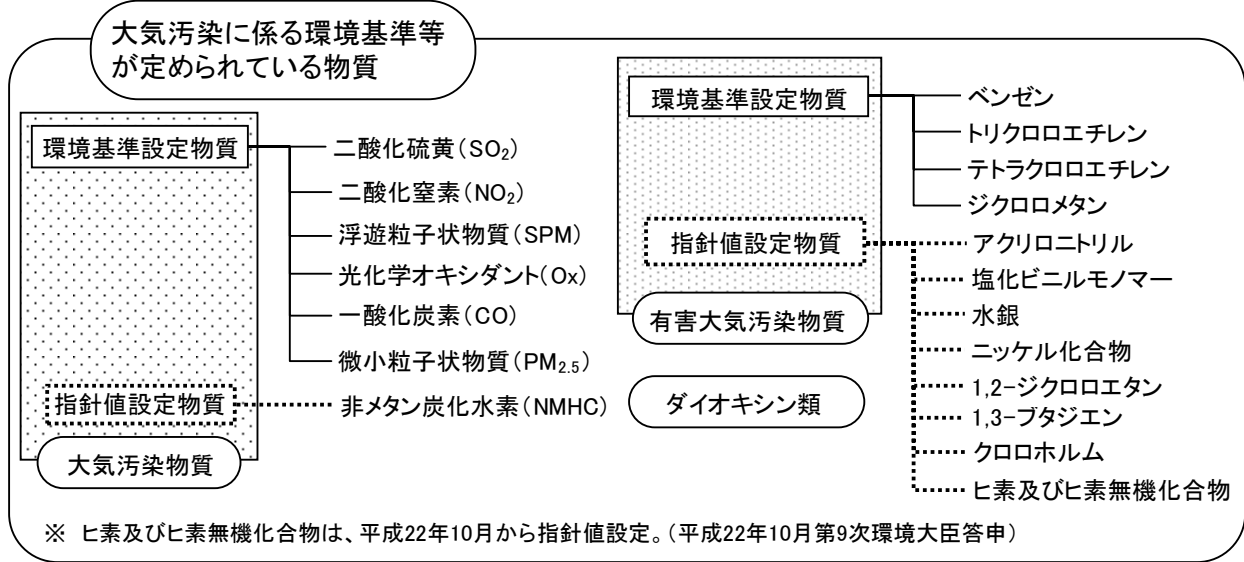 大気汚染に係る環境基準等
が定められている物質
環境基準設定物質
二酸化硫黄(SO₂)
二酸化窒素(NO₂)
浮遊粒子状物質(SPM)
光化学オキシダント(Ox)
一酸化炭素(CO)
微小粒子状物質(PM₂.₅)
指針値設定物質
非メタン炭化水素(NMHC)
大気汚染物質
環境基準設定物質
ベンゼン
トリクロロエチレン
テトラクロロエチレン
ジクロロメタン
指針値設定物質
アクリロニトリル
塩化ビニルモノマー
水銀
ニッケル化合物
1,2-ジクロロエタン
1,3-ブタジエン
クロロホルム
ヒ素及びヒ素無機化合物
有害大気汚染物質
ダイオキシン類
※ ヒ素及びヒ素無機化合物は、平成22年10月から指針値設定。(平成22年10月第9次環境大臣答申)